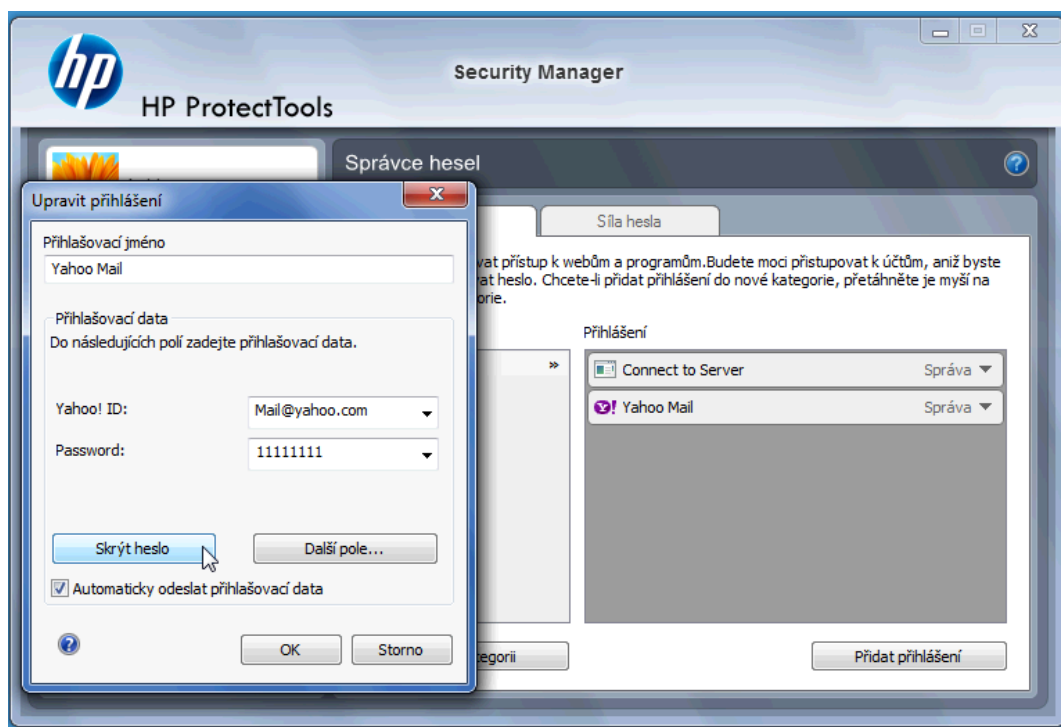 hp
Security Manager
HP ProtectTools
Správce hesel
Síla hesla
vat přístup k webům a programům.Budete moci přistupovat k účtům, aniž byste
vat heslo. Chcete-li přidat přihlášení do nové kategorie, přetáhněte je myší na
orie.
Přihlášení
»
Connect to Server Správa
Y! Yahoo Mail Správa
tegorii
Přidat přihlášení
Upravit přihlášení
Přihlašovací jméno
Yahoo Mail
Přihlašovací data
Do následujících polí zadejte přihlašovací data.
Yahoo! ID: Mail@yahoo.com
Password: 11111111
Skrýt heslo Další pole...
Automaticky odeslat přihlašovací data
? OK Storno